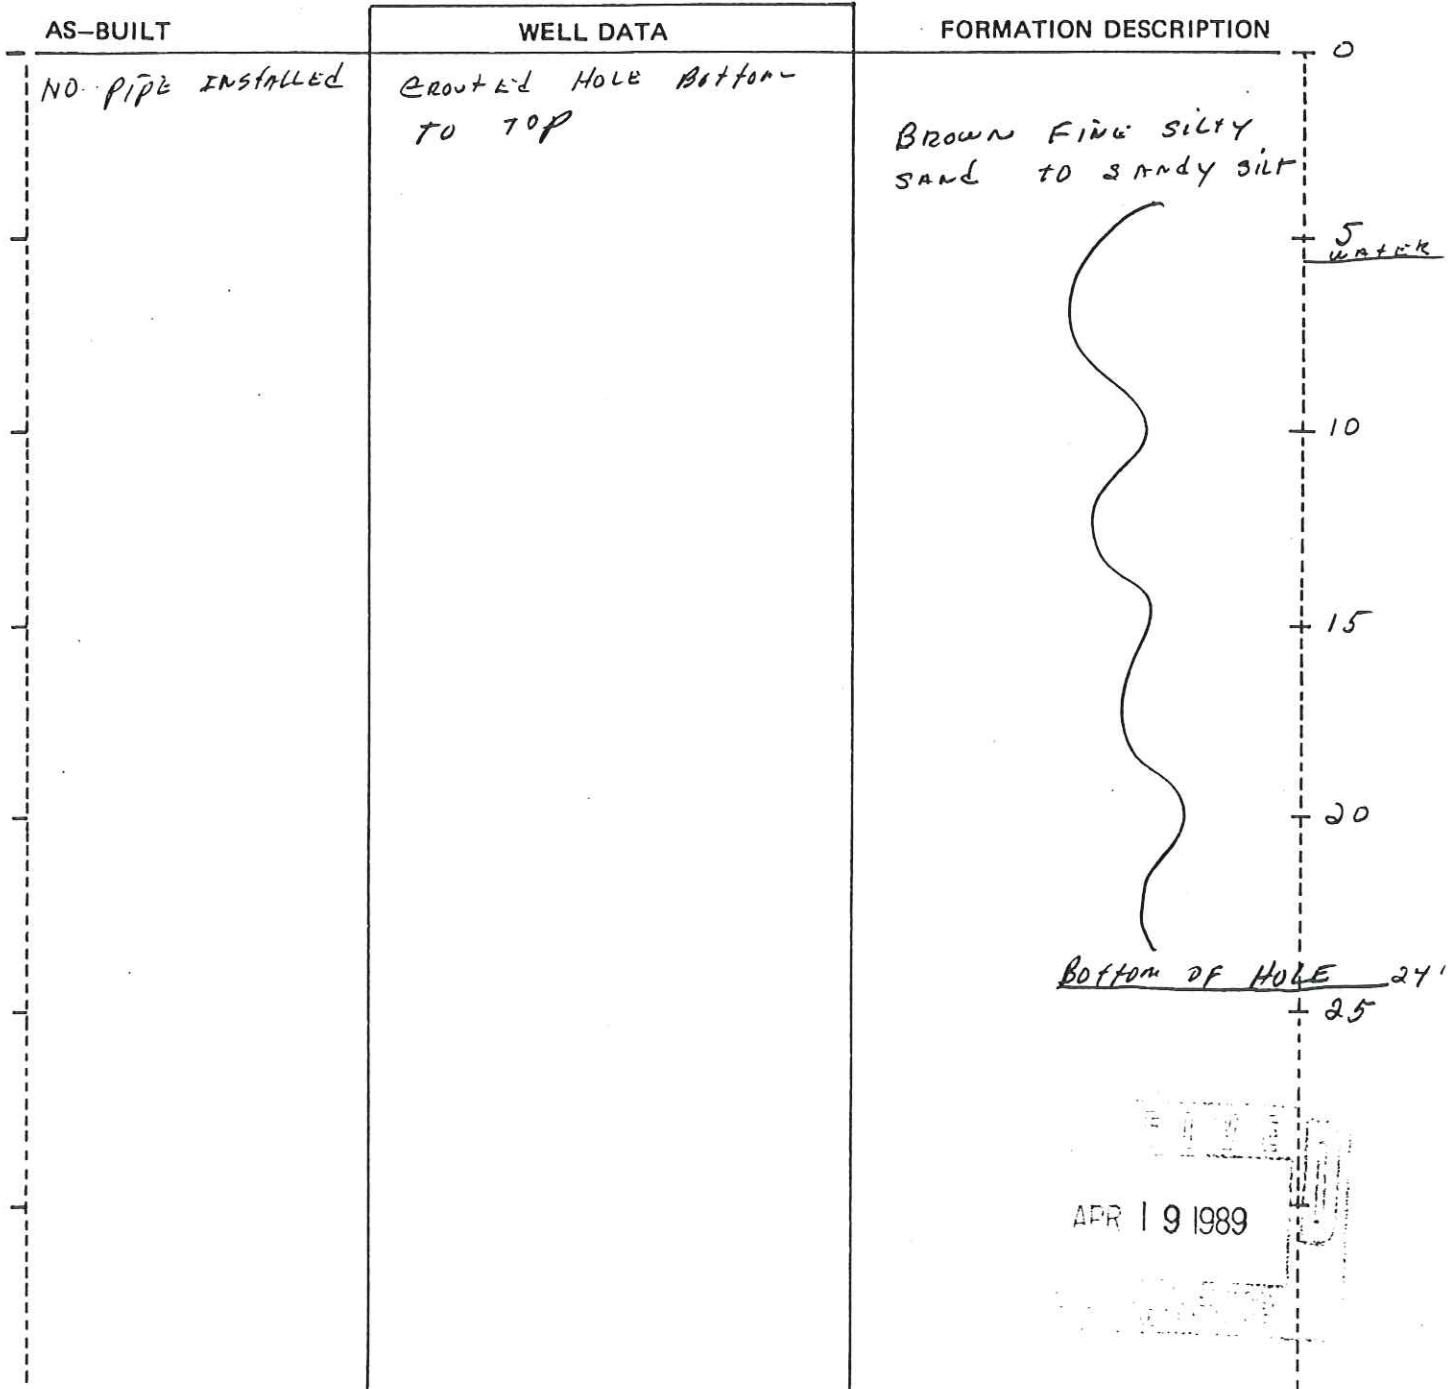 AS–BUILT
WELL DATA
FORMATION DESCRIPTION
0
NO PIPE INSTALLED
GROUTED HOLE BOTTOM
TO TOP
BROWN FINE SILTY
SAND TO SANDY SILT
5
WATER
10
15
20
BOTTOM OF HOLE 24'
25
APR 19 1989